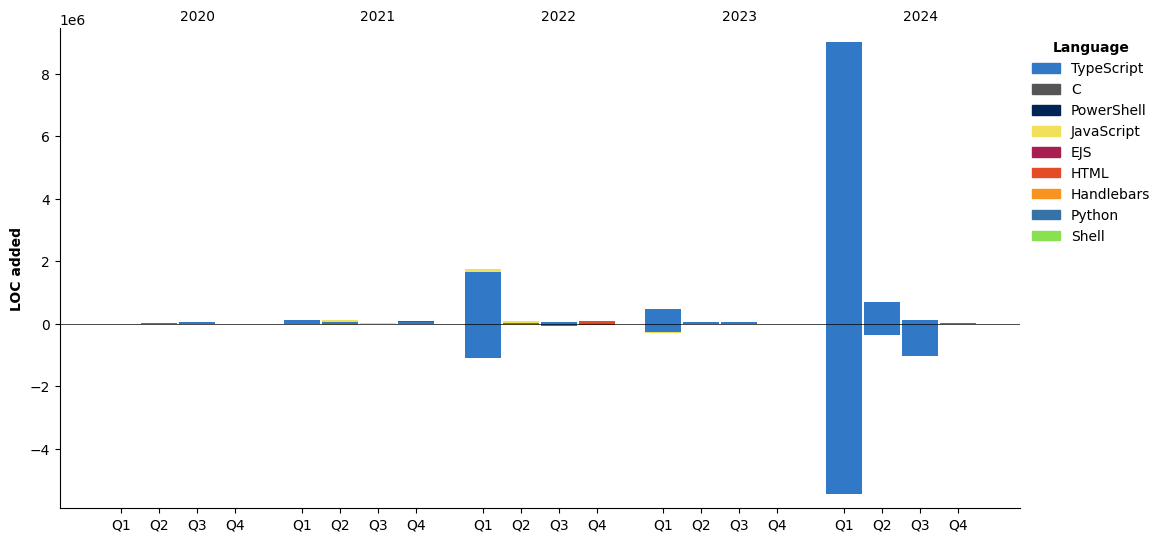 1e6
2020 2021 2022 2023 2024
Language
TypeScript
C
PowerShell
JavaScript
EJS
HTML
Handlebars
Python
Shell
LOC added
8
6
4
2
0
−2
−4
Q1 Q2 Q3 Q4 Q1 Q2 Q3 Q4 Q1 Q2 Q3 Q4 Q1 Q2 Q3 Q4 Q1 Q2 Q3 Q4